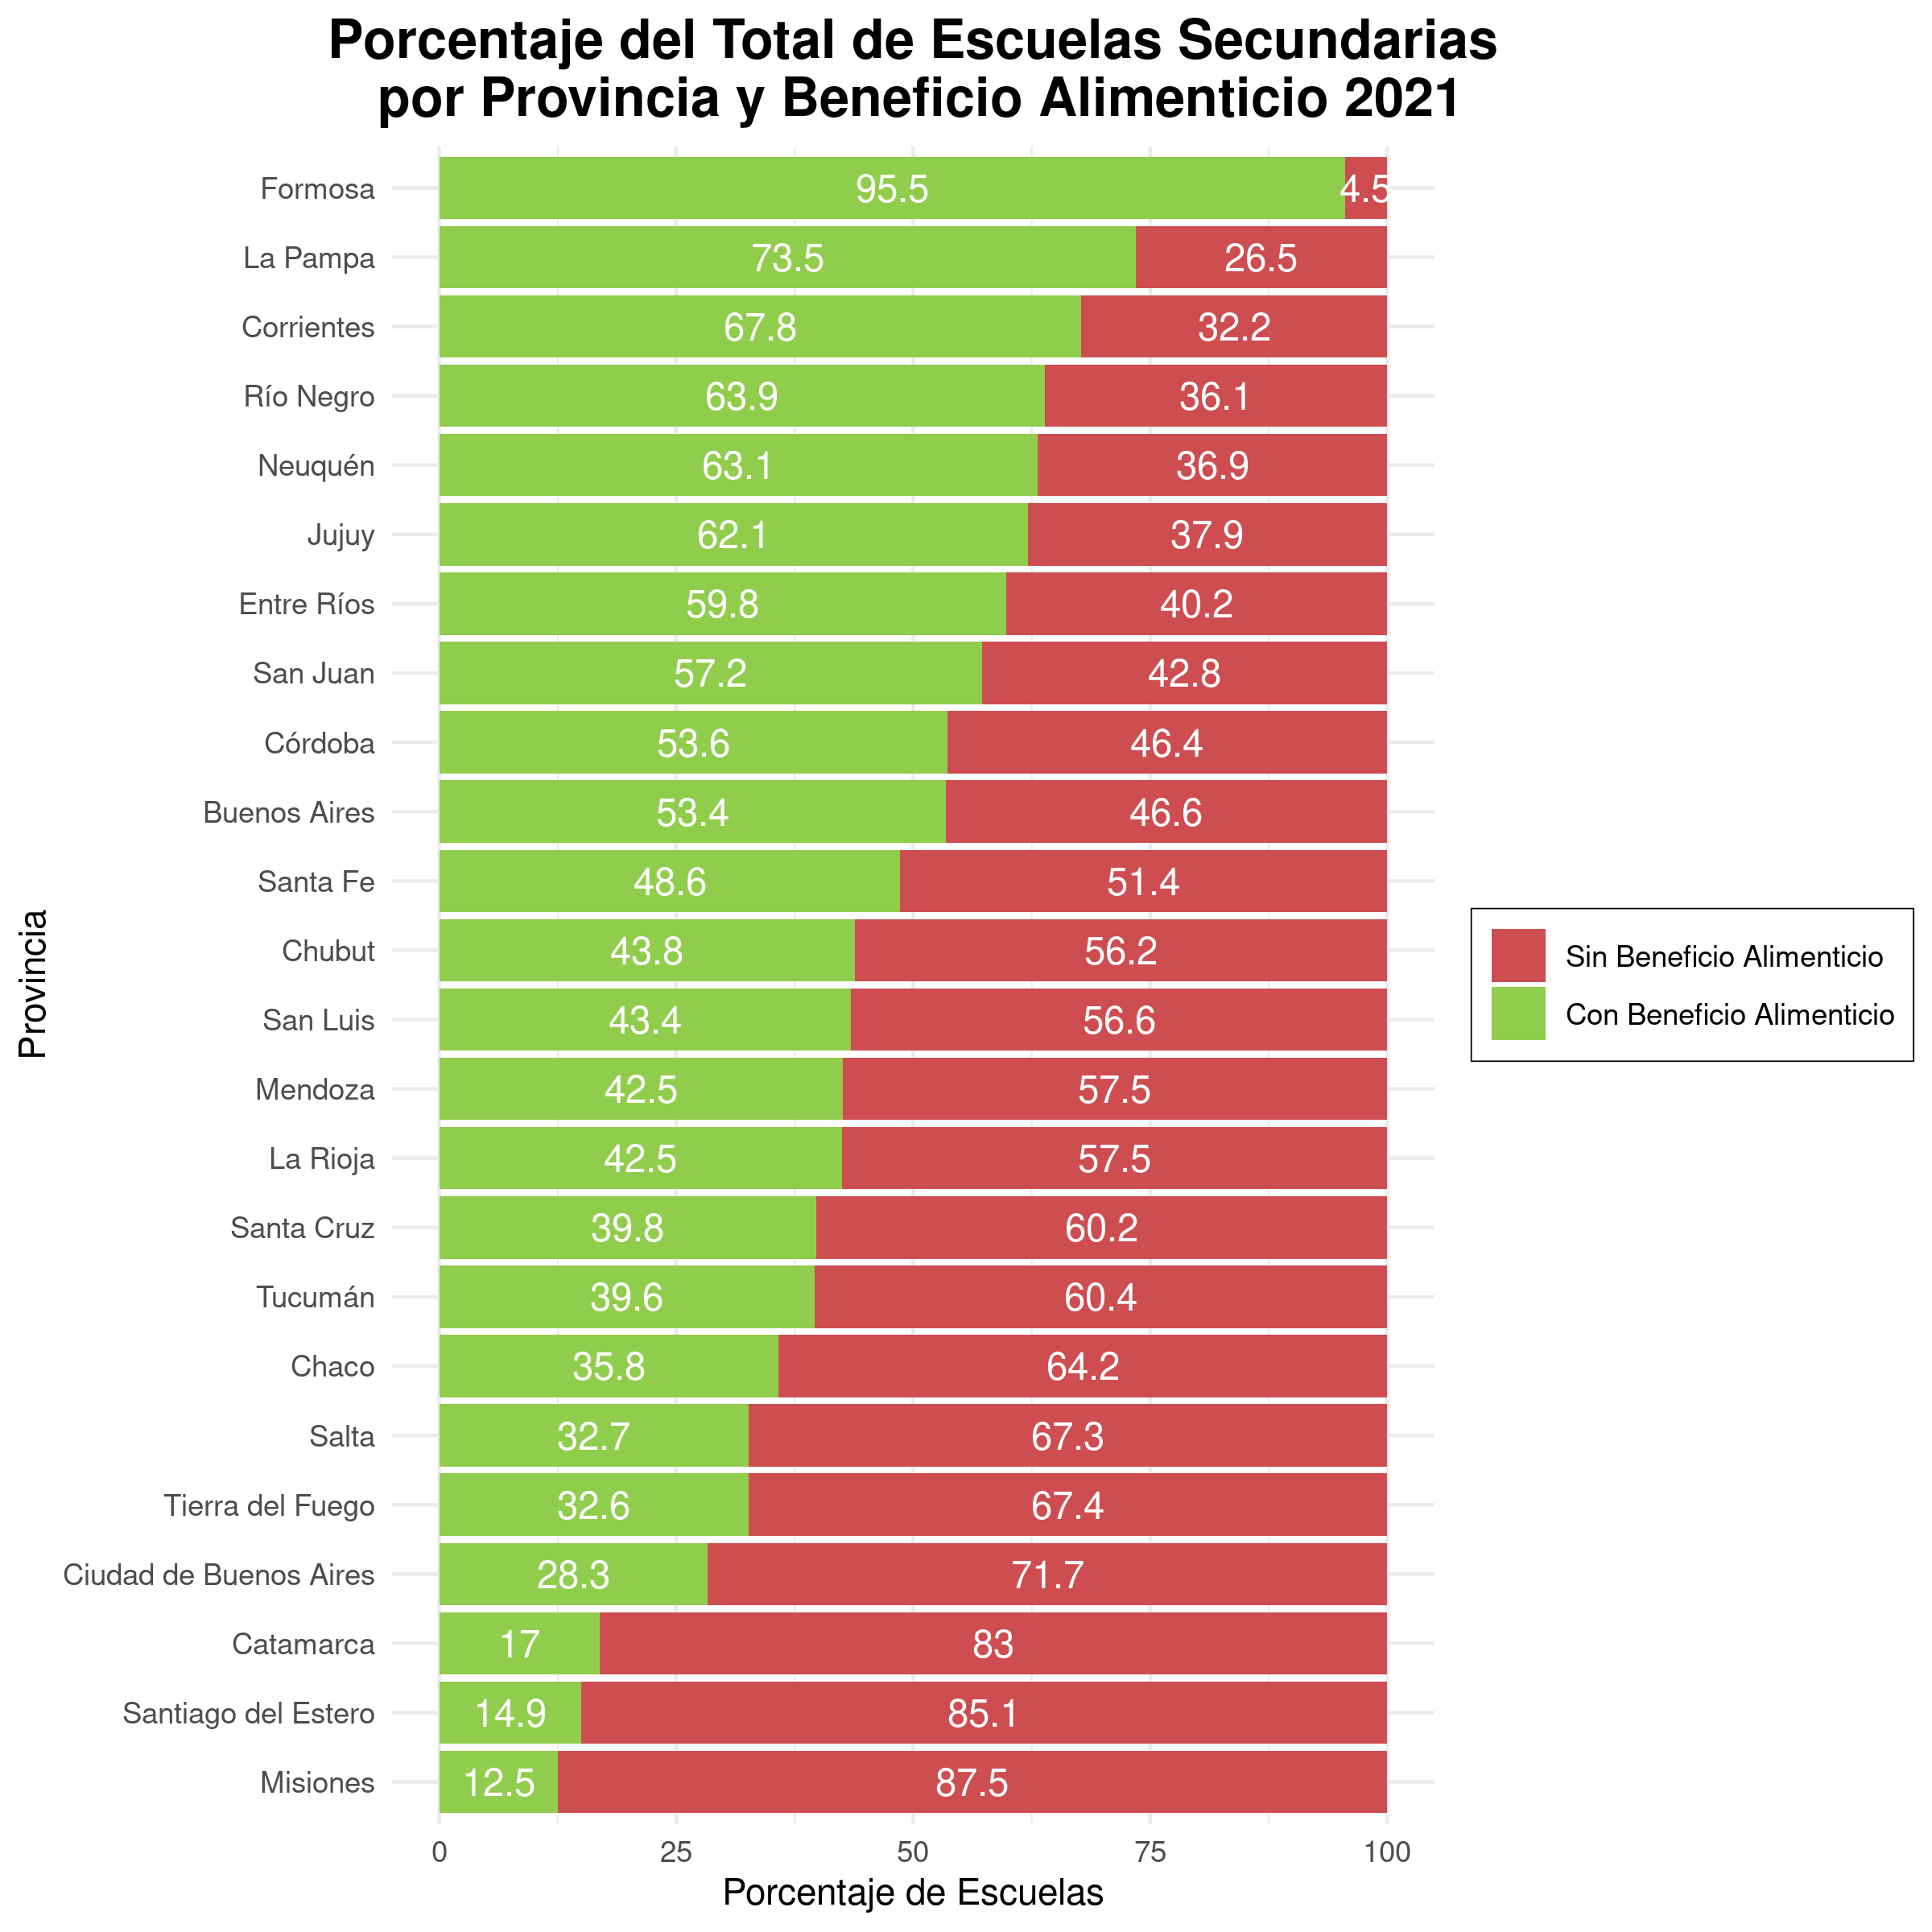 Porcentaje del Total de Escuelas Secundarias
por Provincia y Beneficio Alimenticio 2021
Formosa 95.5 4.5
La Pampa 73.5 26.5
Corrientes 67.8 32.2
Río Negro 63.9 36.1
Neuquén 63.1 36.9
Jujuy 62.1 37.9
Entre Ríos 59.8 40.2
San Juan 57.2 42.8
Córdoba 53.6 46.4
Buenos Aires 53.4 46.6
Santa Fe 48.6 51.4
Chubut 43.8 56.2
San Luis 43.4 56.6
Mendoza 42.5 57.5
La Rioja 42.5 57.5
Santa Cruz 39.8 60.2
Tucumán 39.6 60.4
Chaco 35.8 64.2
Salta 32.7 67.3
Tierra del Fuego 32.6 67.4
Ciudad de Buenos Aires 28.3 71.7
Catamarca 17 83
Santiago del Estero 14.9 85.1
Misiones 12.5 87.5
0 25 50 75 100
Porcentaje de Escuelas
Provincia
Sin Beneficio Alimenticio
Con Beneficio Alimenticio